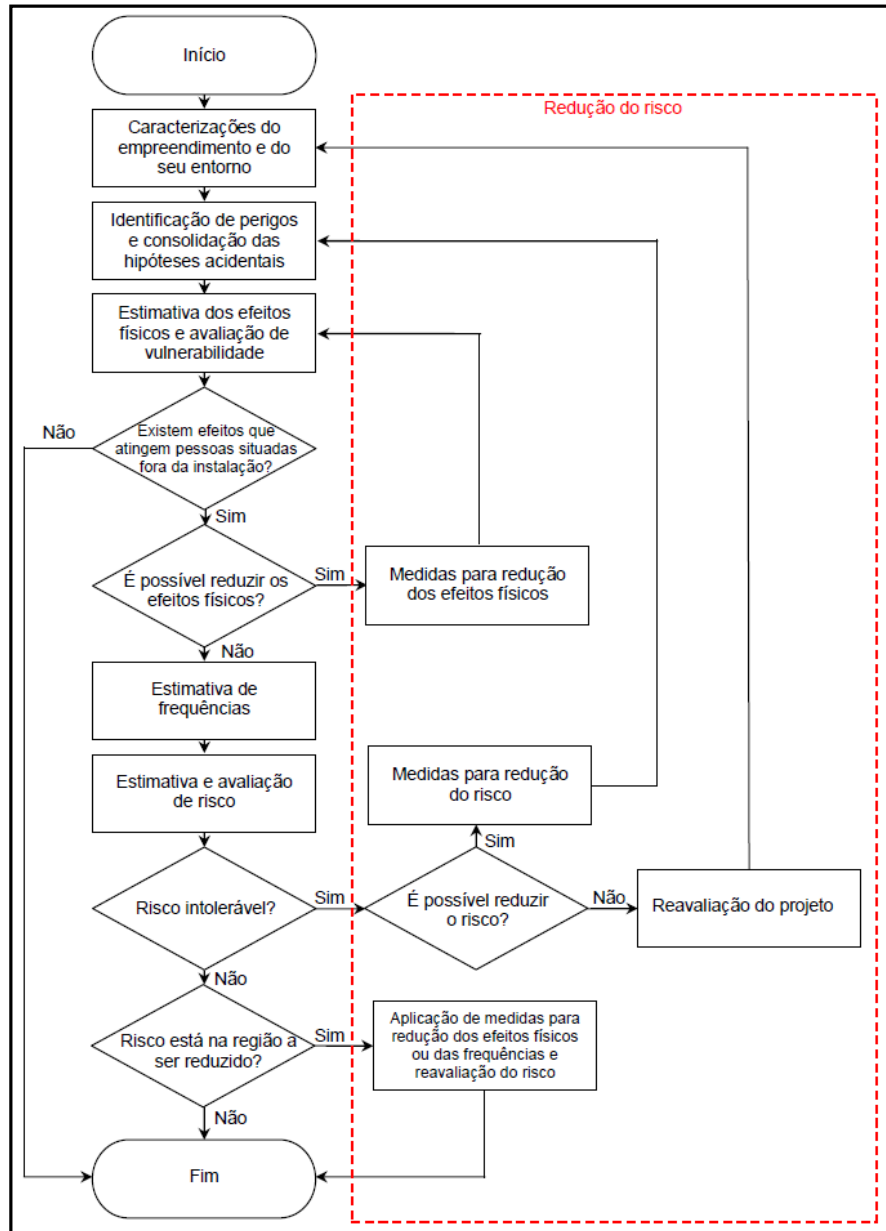 Início
Redução do risco
Caracterizações do
empreendimento e do
seu entorno
Identificação de perigos
e consolidação das
hipóteses acidentais
Estimativa dos efeitos
físicos e avaliação de
vulnerabilidade
Não
Existem efeitos que
atingem pessoas situadas
fora da instalação?
Sim
É possível reduzir os
efeitos físicos?
Sim
Medidas para redução
dos efeitos físicos
Não
Estimativa de
frequências
Estimativa e avaliação
de risco
Medidas para redução
do risco
Sim
Risco intolerável?
Sim
É possível reduzir
o risco?
Não
Reavaliação do projeto
Não
Risco está na região a
ser reduzido?
Sim
Aplicação de medidas para
redução dos efeitos físicos
ou das frequências e
reavaliação do risco
Não
Fim